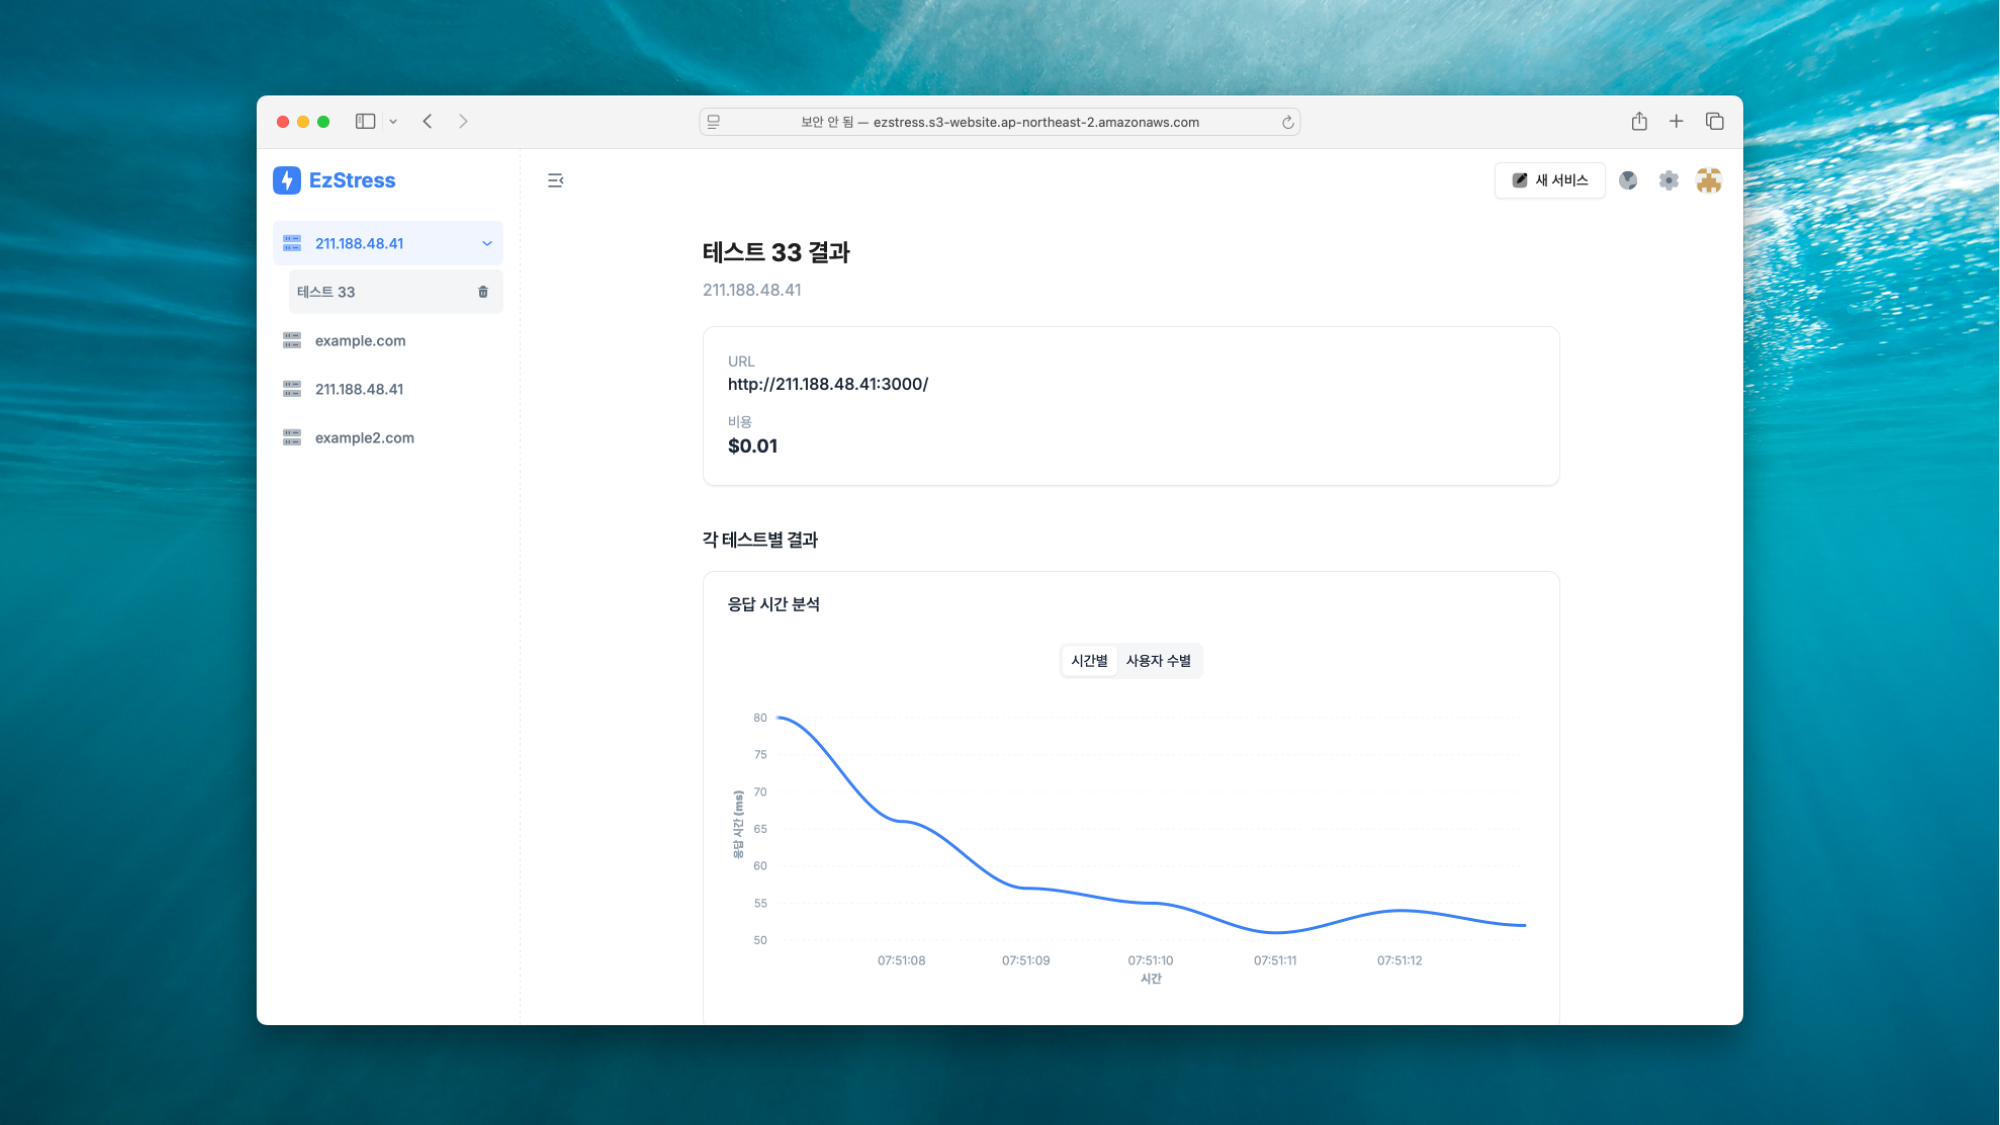 보안 안 됨 — ezstress.s3-website.ap-northeast-2.amazonaws.com
EzStress
새 서비스
211.188.48.41
테스트 33
example.com
211.188.48.41
example2.com
테스트 33 결과
211.188.48.41
URL
http://211.188.48.41:3000/
비용
$0.01
각 테스트별 결과
응답 시간 분석
시간별 사용자 수별
80
75
70
65
60
55
50
응답 시간 (ms)
07:51:08 07:51:09 07:51:10 07:51:11 07:51:12
시간